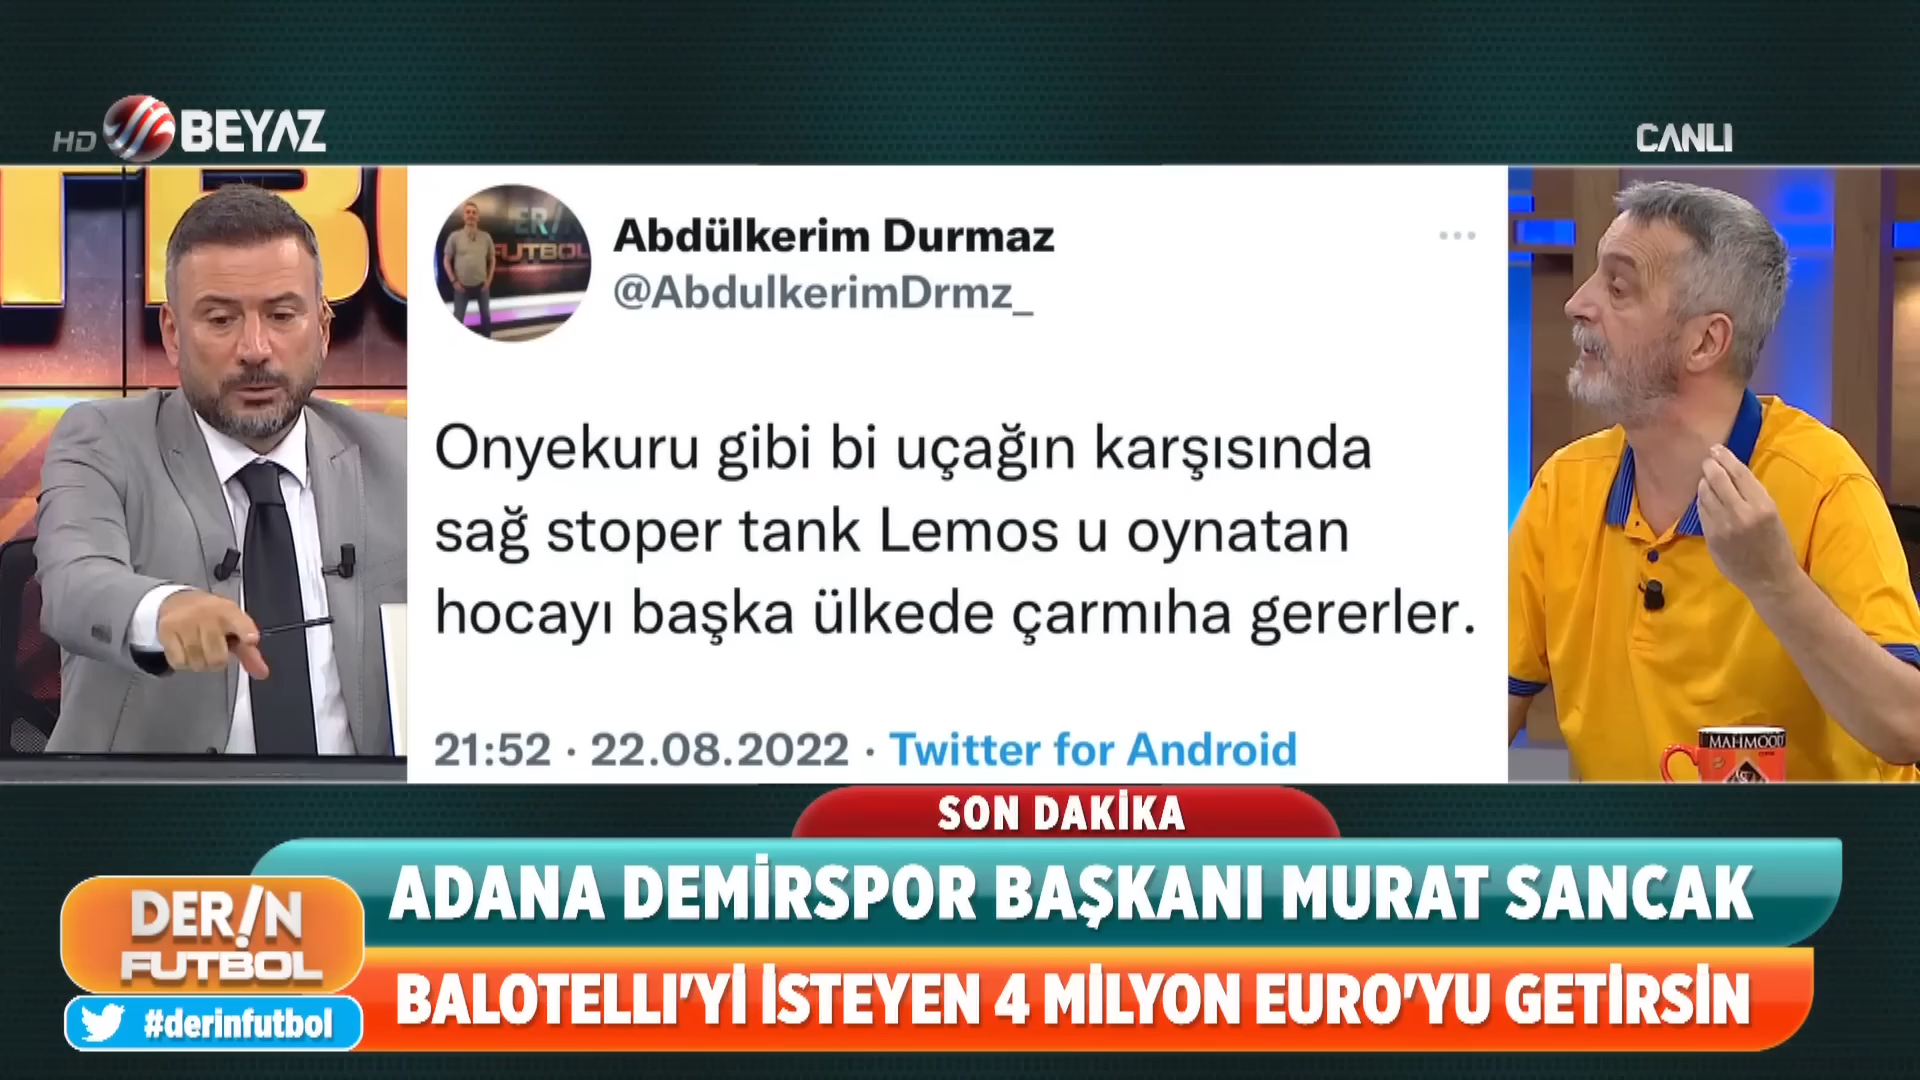 HD BEYAZ
CANLI
Abdülkerim Durmaz
@AbdulkerimDrmz_
Onyekuru gibi bi uçağın karşısında
sağ stoper tank Lemos u oynatan
hocayı başka ülkede çarmıha gererler.
21:52 · 22.08.2022 · Twitter for Android
MAHMOOD
SON DAKİKA
ADANA DEMİRSPOR BAŞKANI MURAT SANCAK
BALOTELLI'Yİ İSTEYEN 4 MİLYON EURO'YU GETİRSİN
DER!N
FUTBOL
#derinfutbol